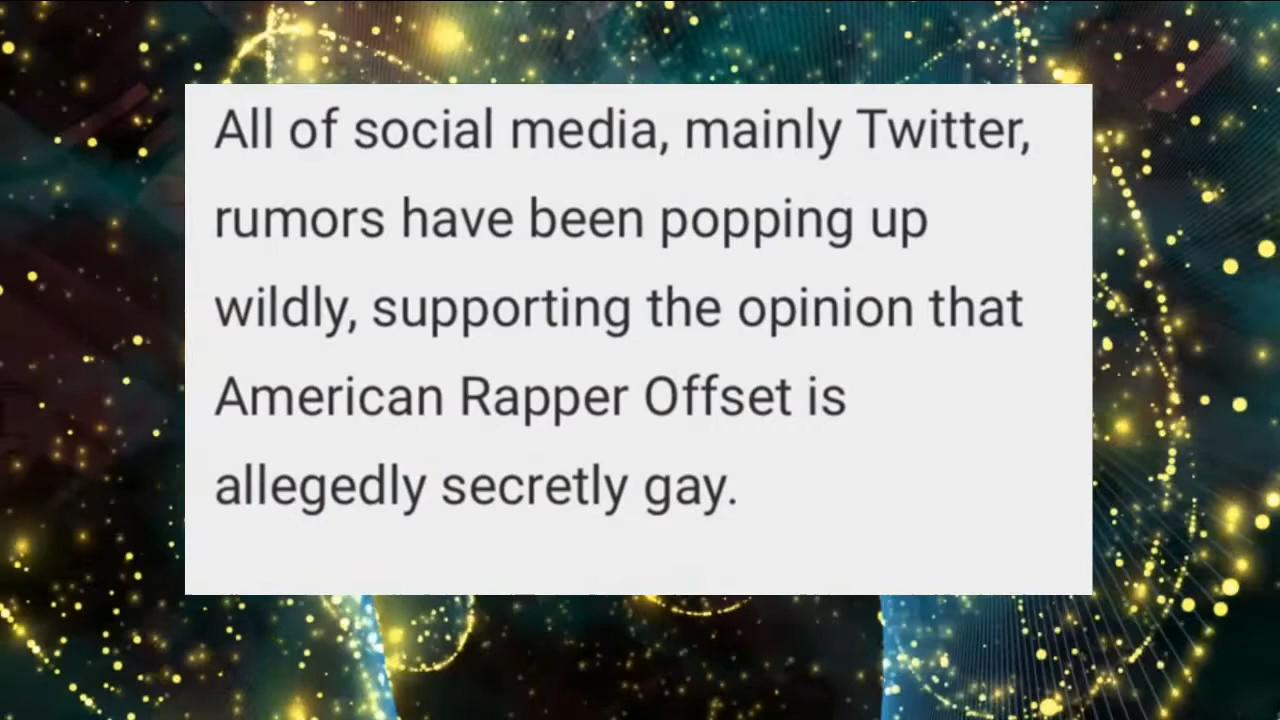 All of social media, mainly Twitter,
rumors have been popping up
wildly, supporting the opinion that
American Rapper Offset is
allegedly secretly gay.